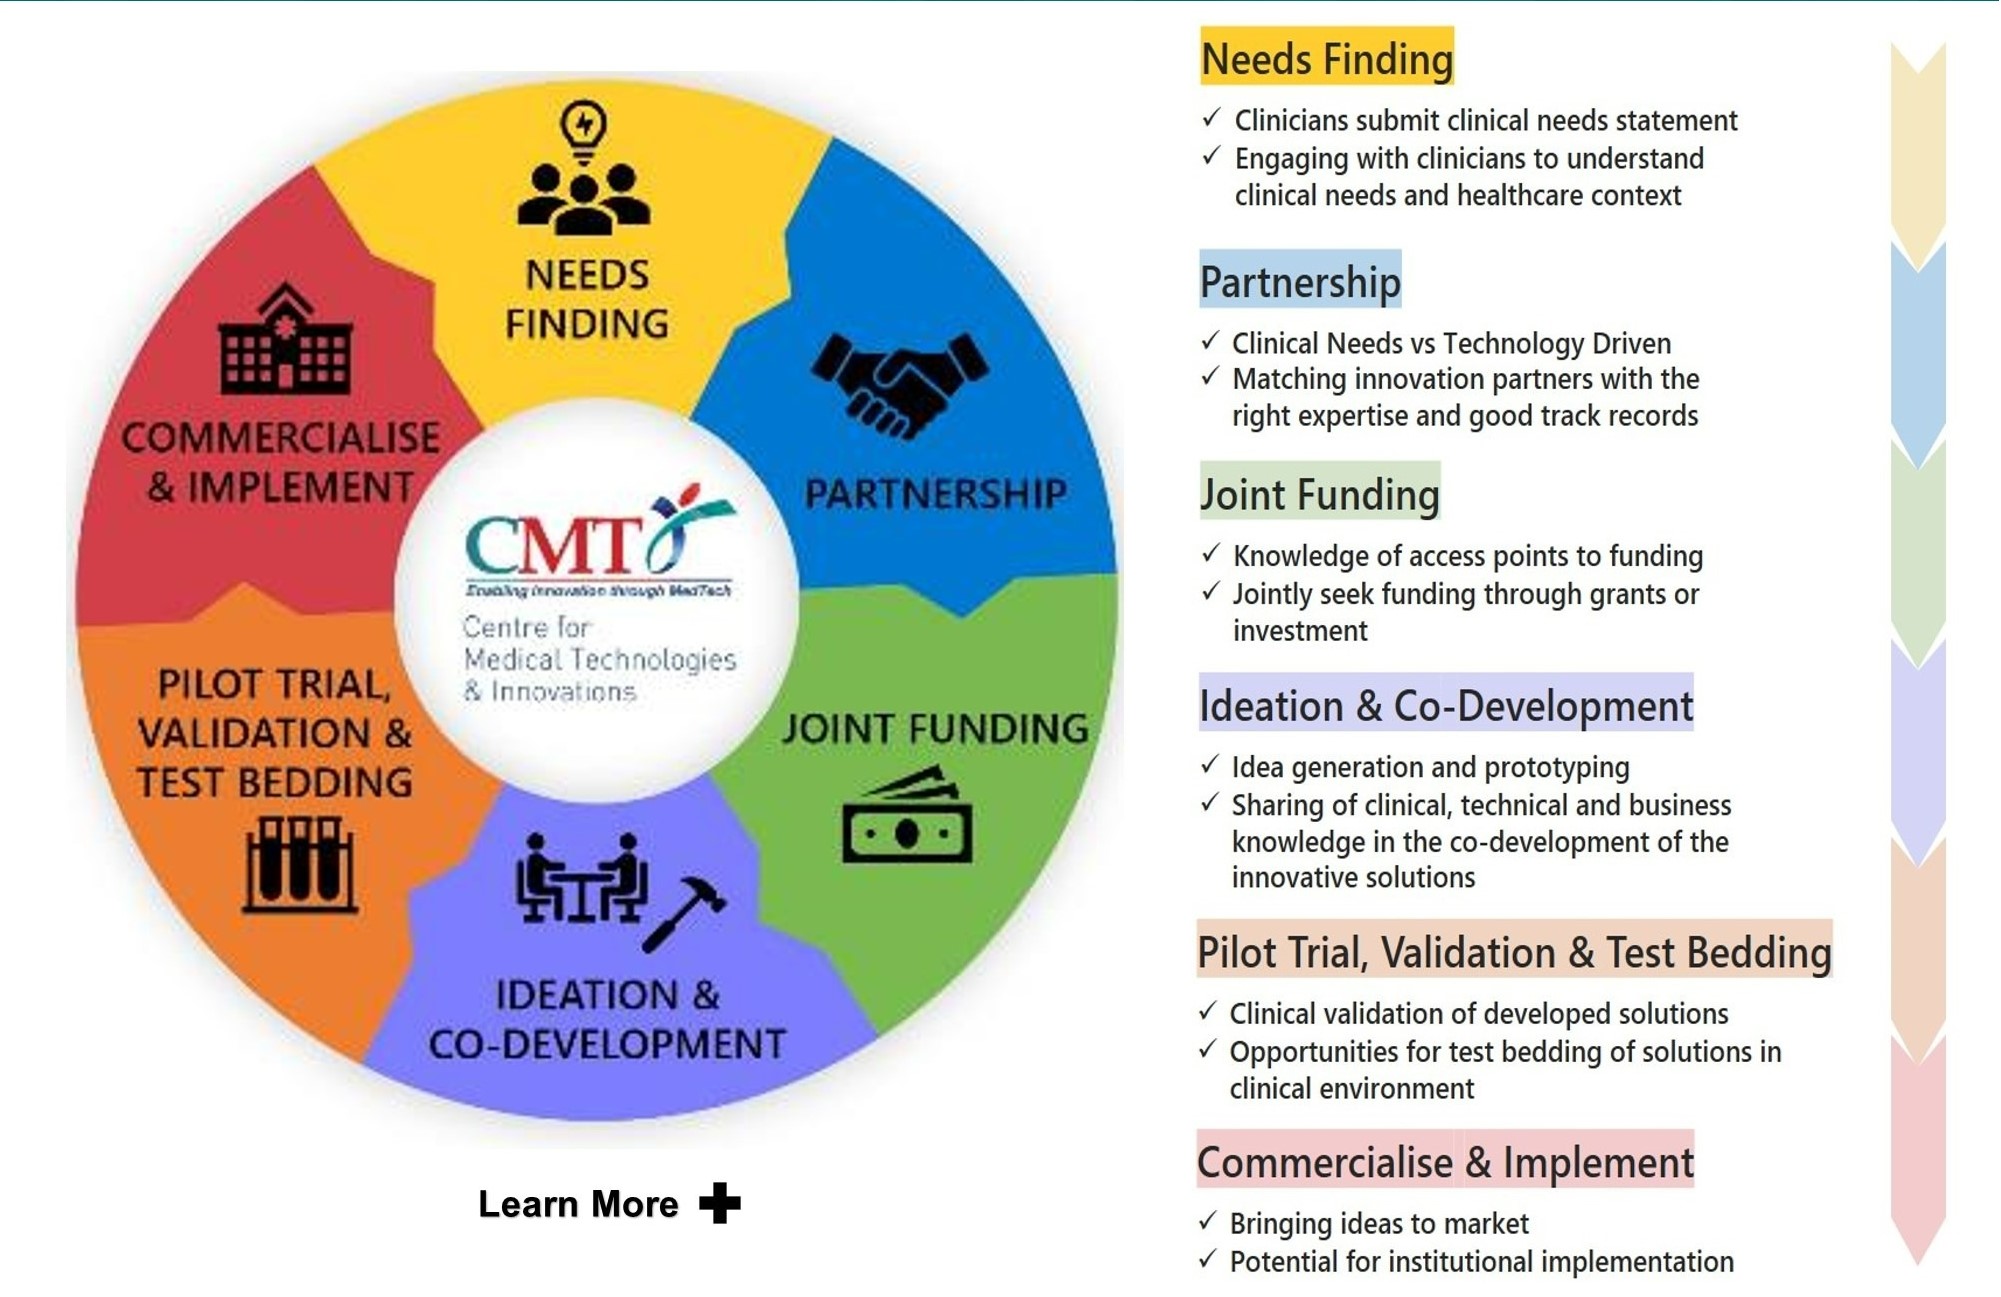 NEEDS
FINDING
PARTNERSHIP
JOINT FUNDING
IDEATION &
CO-DEVELOPMENT
PILOT TRIAL,
VALIDATION &
TEST BEDDING
COMMERCIALISE
& IMPLEMENT
CMTi
Enabling Innovation through MedTech
Centre for
Medical Technologies
& Innovations
Learn More
Needs Finding
✓ Clinicians submit clinical needs statement
✓ Engaging with clinicians to understand
clinical needs and healthcare context
Partnership
✓ Clinical Needs vs Technology Driven
✓ Matching innovation partners with the
right expertise and good track records
Joint Funding
✓ Knowledge of access points to funding
✓ Jointly seek funding through grants or
investment
Ideation & Co-Development
✓ Idea generation and prototyping
✓ Sharing of clinical, technical and business
knowledge in the co-development of the
innovative solutions
Pilot Trial, Validation & Test Bedding
✓ Clinical validation of developed solutions
✓ Opportunities for test bedding of solutions in
clinical environment
Commercialise & Implement
✓ Bringing ideas to market
✓ Potential for institutional implementation